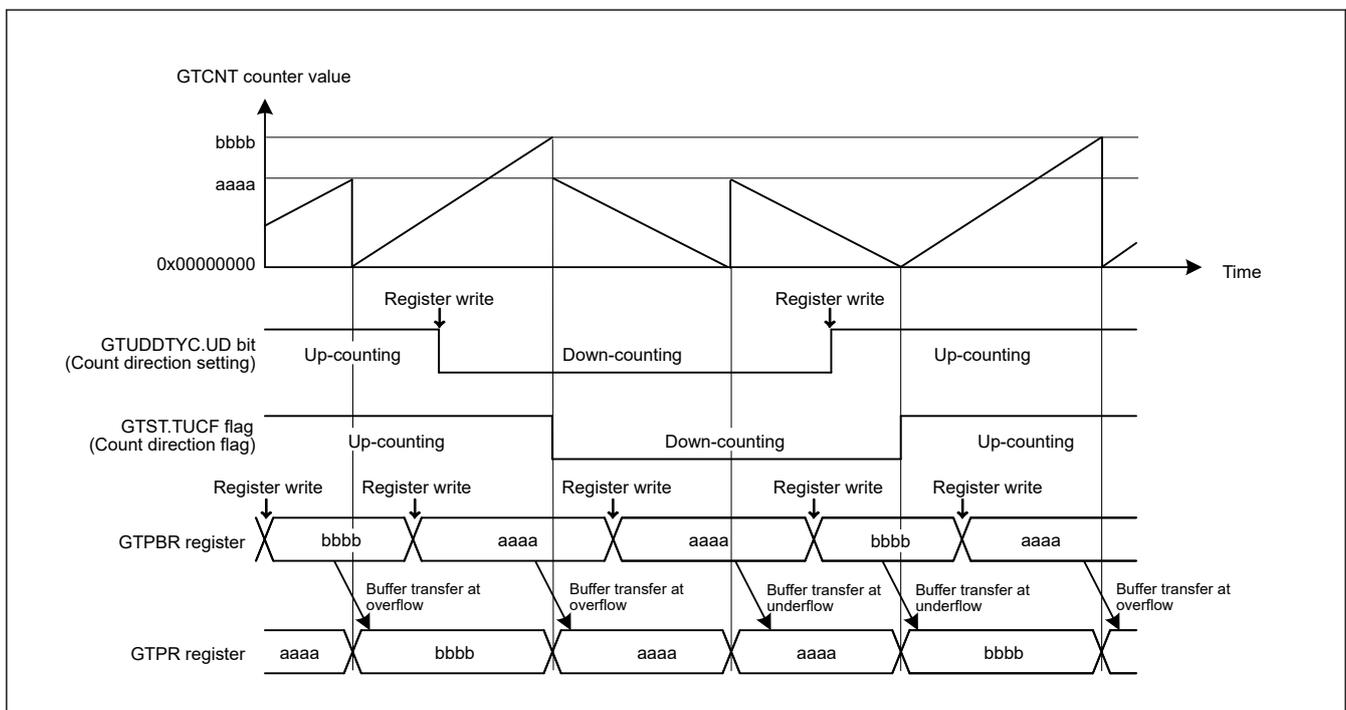 GTCNT counter value
bbbb
aaaa
0x00000000
Time
Register write
Register write
GTUDDTYC.UD bit
(Count direction setting)
Up-counting
Down-counting
Up-counting
GTST.TUCF flag
(Count direction flag)
Up-counting
Down-counting
Up-counting
Register write
Register write
Register write
Register write
Register write
GTPBR register
bbbb
aaaa
aaaa
bbbb
aaaa
Buffer transfer at
overflow
Buffer transfer at
overflow
Buffer transfer at
underflow
Buffer transfer at
underflow
Buffer transfer at
overflow
GTPR register
aaaa
bbbb
aaaa
aaaa
bbbb